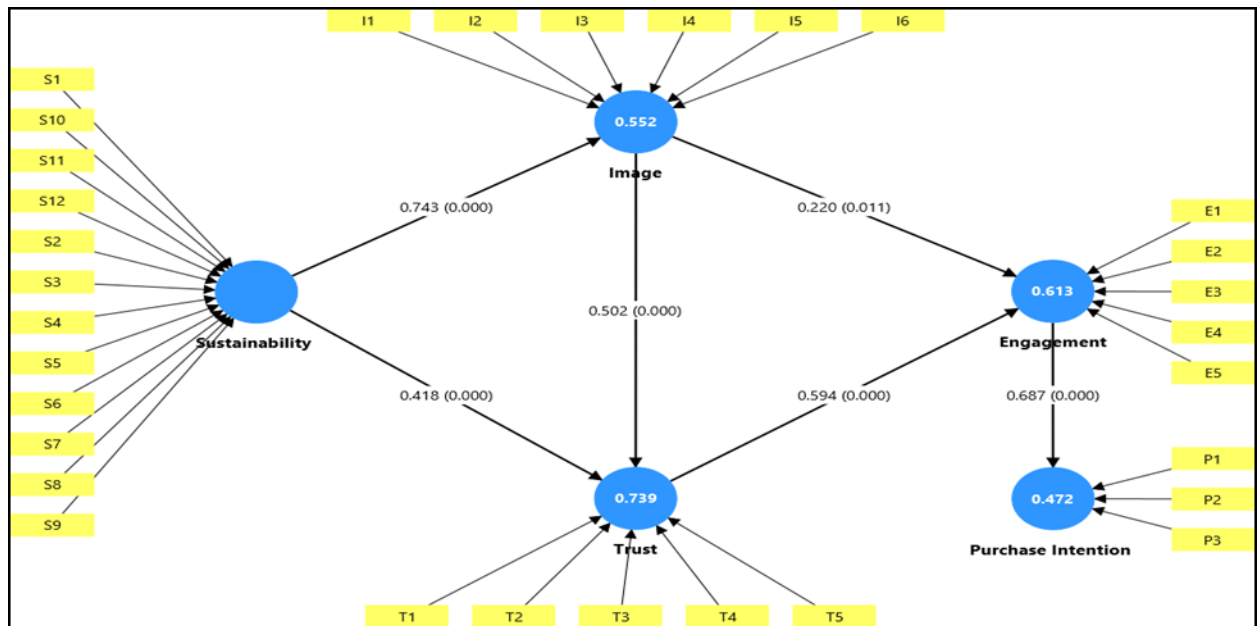 I1 I2 I3 I4 I5 I6
S1
S10
S11
S12
S2
S3
S4
S5
S6
S7
S8
S9
Sustainability
0.743 (0.000)
0.418 (0.000)
0.552
Image
0.502 (0.000)
0.739
Trust
T1 T2 T3 T4 T5
0.220 (0.011)
0.594 (0.000)
0.613
Engagement
E1
E2
E3
E4
E5
0.687 (0.000)
0.472
Purchase Intention
P1
P2
P3